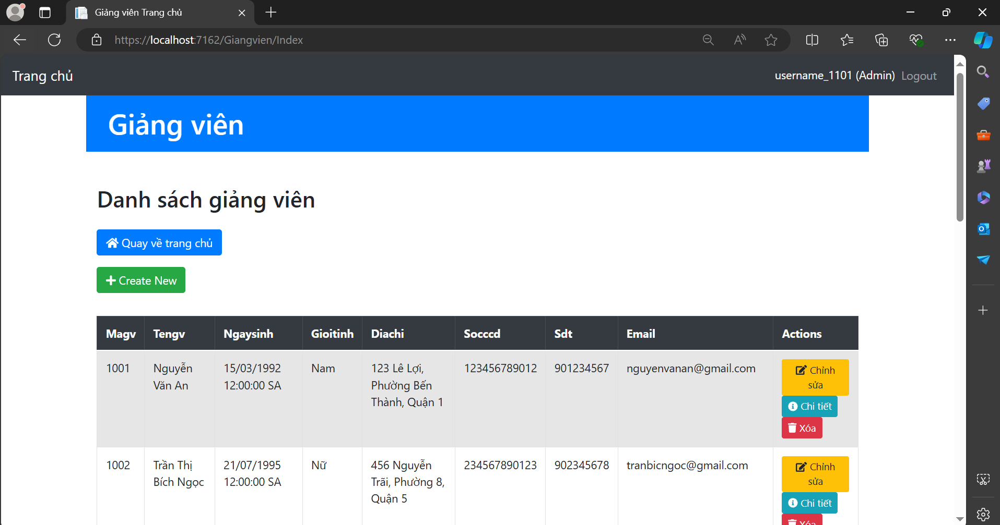 Giảng viên Trang chủ
https://localhost:7162/Giangvien/Index
Trang chủ
username_1101 (Admin) Logout
Giảng viên
Danh sách giảng viên
Quay về trang chủ
Create New
Magv Tengv Ngaysinh Gioitinh Diachi Socccd Sdt Email Actions
1001 Nguyễn 15/03/1992 Nam 123 Lê Lợi, 123456789012 901234567 nguyenvanan@gmail.com Chỉnh
Văn An 12:00:00 SA Phường Bến sửa
Thành, Quận 1 Chi tiết
Xóa
1002 Trần Thị 21/07/1995 Nữ 456 Nguyễn 234567890123 902345678 tranbicngoc@gmail.com Chỉnh
Bích Ngọc 12:00:00 SA Trãi, Phường 8, sửa
Quận 5 Chi tiết
Xóa